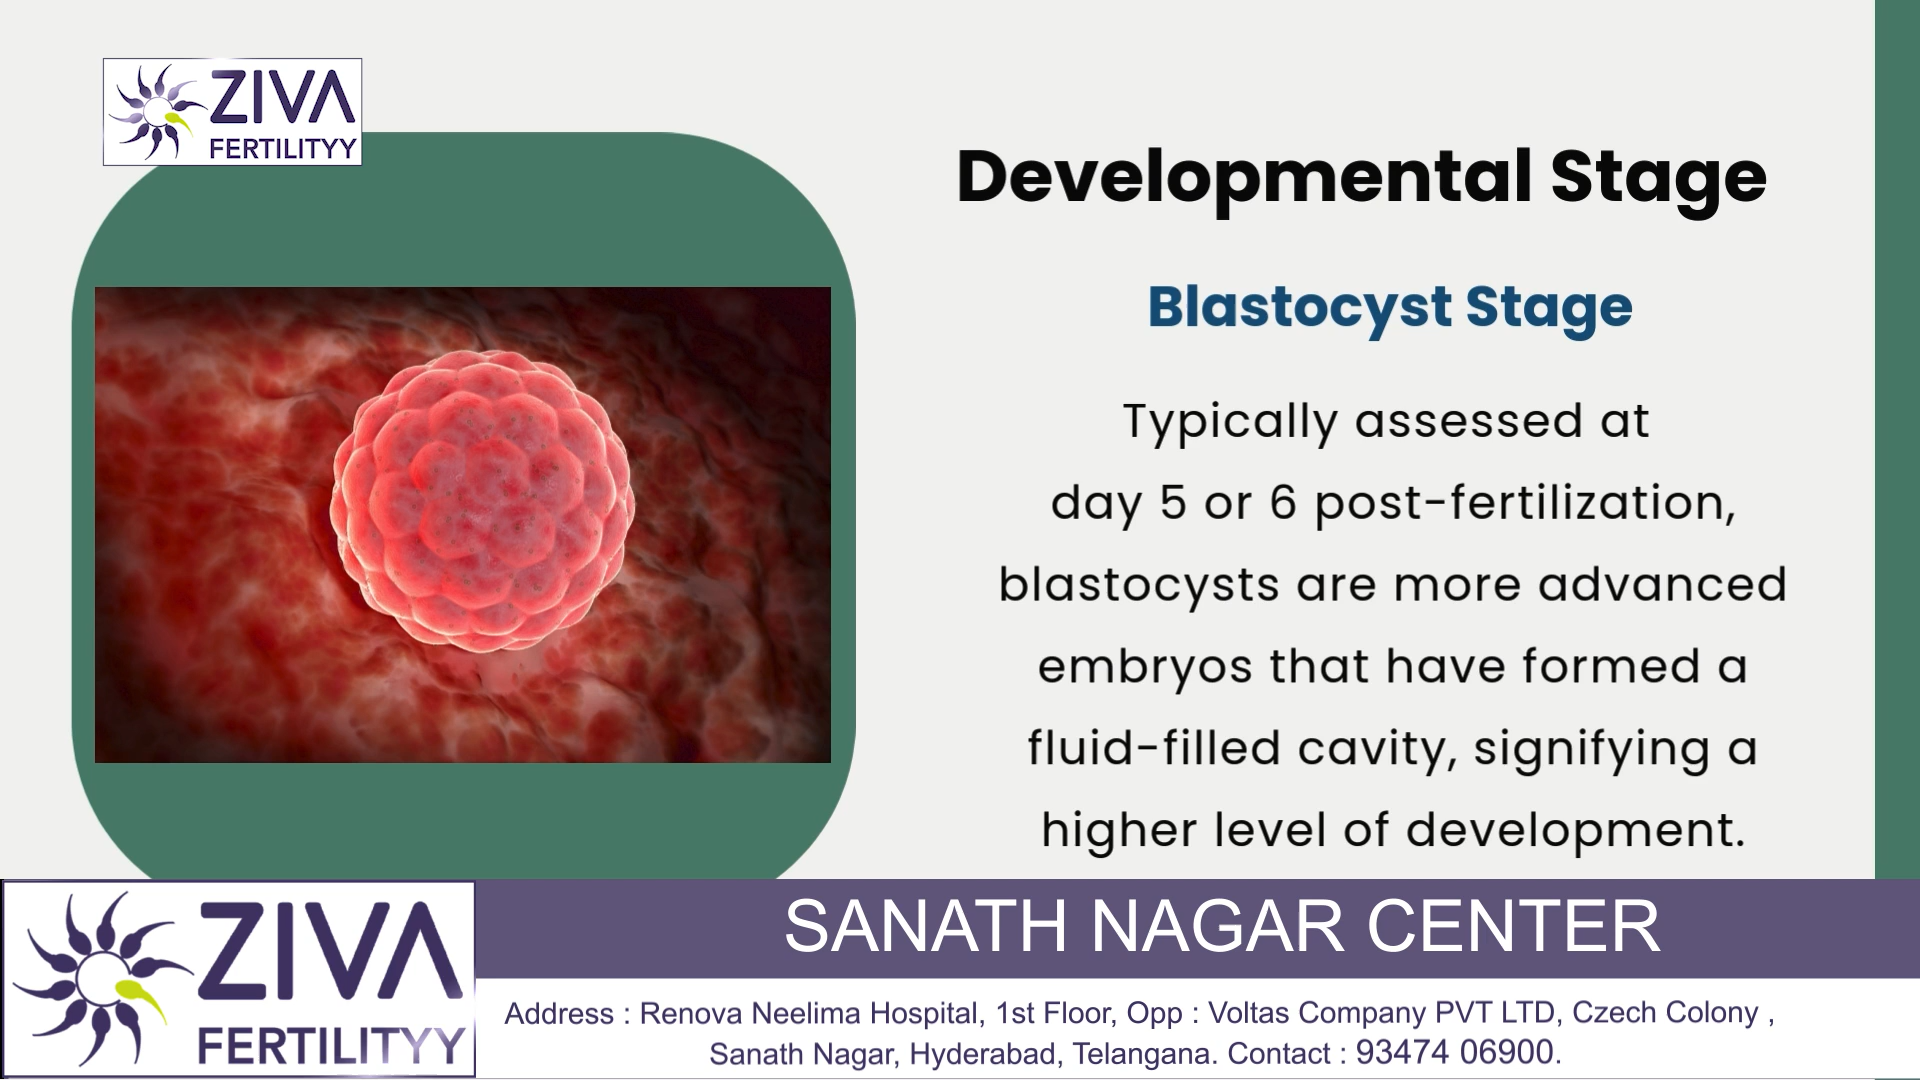 ZIVA
FERTILITYY
Developmental Stage
Blastocyst Stage
Typically assessed at
day 5 or 6 post-fertilization,
blastocysts are more advanced
embryos that have formed a
fluid-filled cavity, signifying a
higher level of development.
ZIVA
FERTILITYY
SANATH NAGAR CENTER
Address : Renova Neelima Hospital, 1st Floor, Opp : Voltas Company PVT LTD, Czech Colony ,
Sanath Nagar, Hyderabad, Telangana. Contact : 93474 06900.